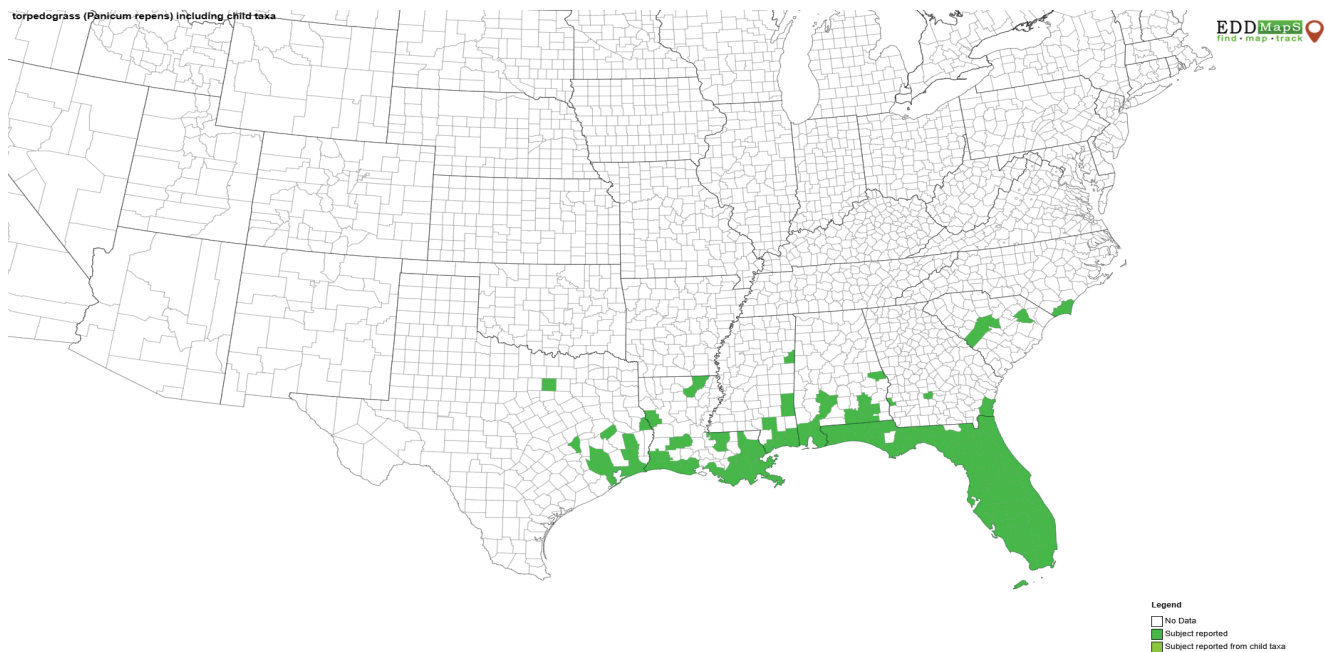 torpedograss (Panicum repens) including child taxa
EDDMapS
find • map • track
Legend
No Data
Subject reported
Subject reported from child taxa